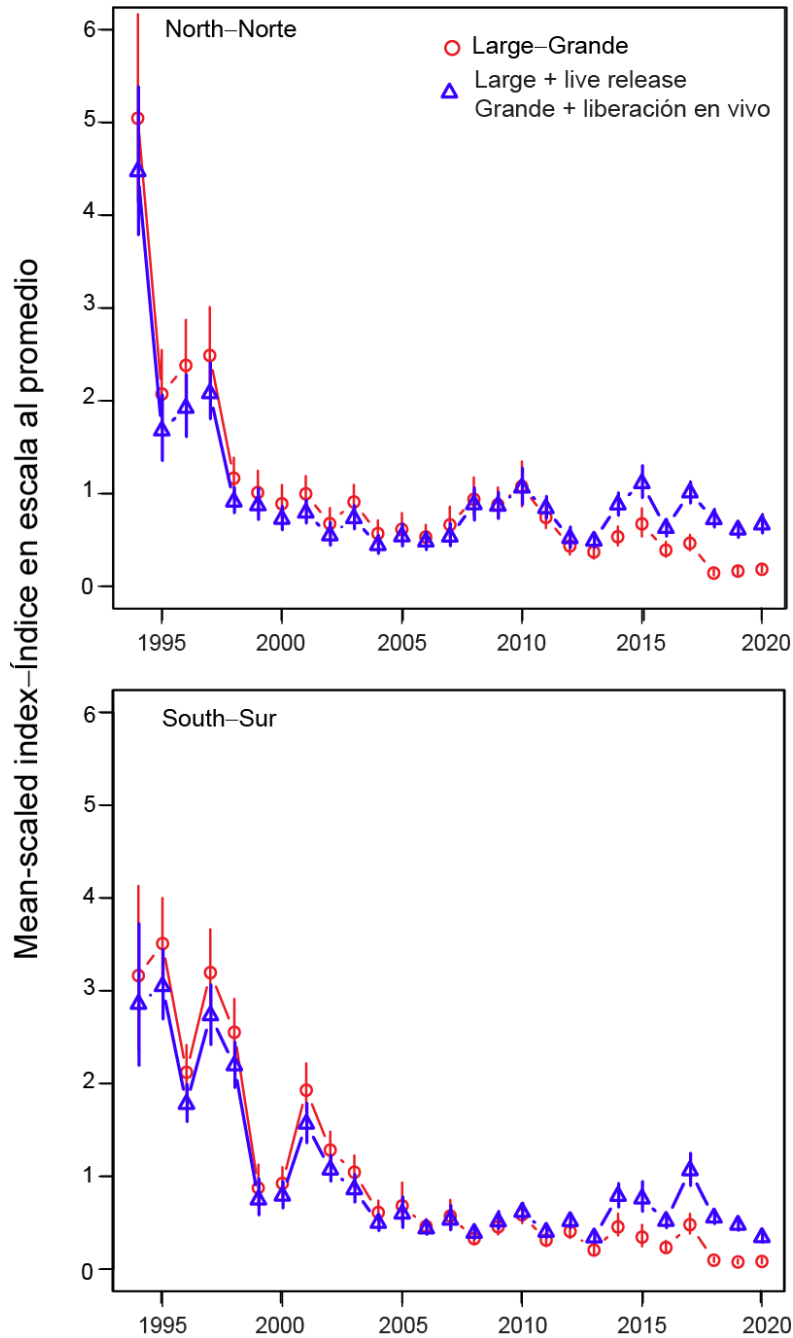 Mean-scaled index–Índice en escala al promedio
North–Norte
Large–Grande
Large + live release
Grande + liberación en vivo
6
5
4
3
2
1
0
1995 2000 2005 2010 2015 2020
South–Sur
6
5
4
3
2
1
0
1995 2000 2005 2010 2015 2020